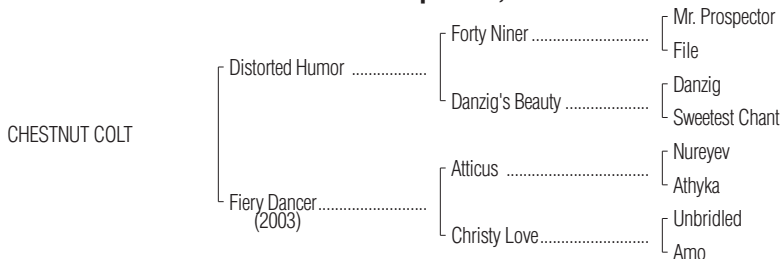 Mr. Prospector
Forty Niner ..............................
File
Distorted Humor ..................
Danzig
Danzig's Beauty .....................
Sweetest Chant
CHESTNUT COLT
Nureyev
Atticus ....................................
Athyka
Fiery Dancer..........................
(2003)
Unbridled
Christy Love...........................
Amo